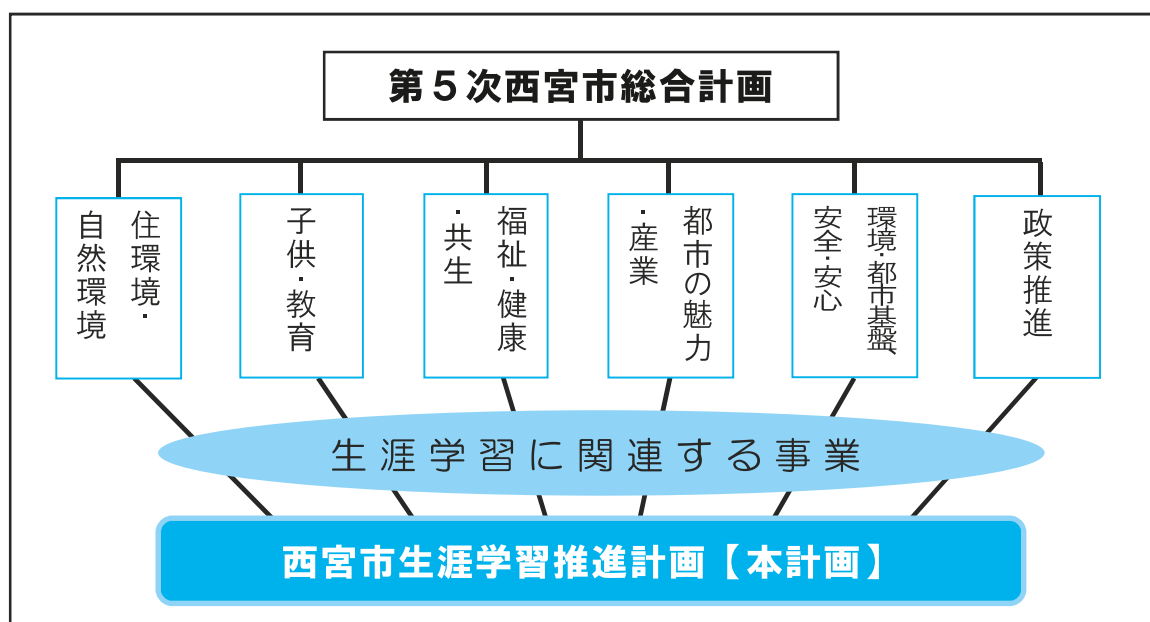 第５次西宮市総合計画
住環境・
自然環境
子供・教育
福祉・健康
・共生
都市の魅力
・産業
環境・都市基盤、
安全・安心
政策推進
生涯学習に関連する事業
西宮市生涯学習推進計画【本計画】